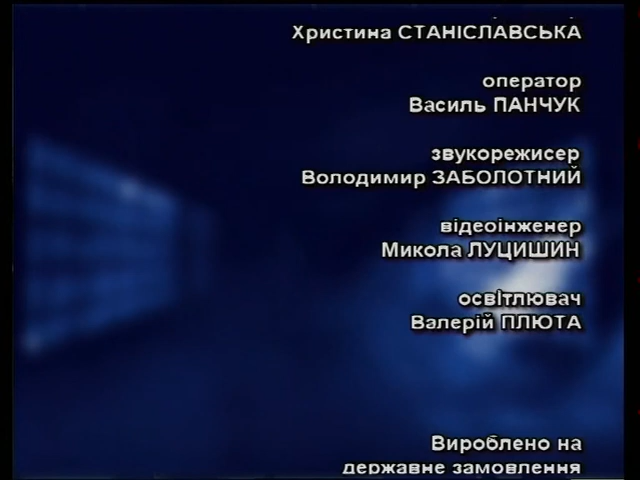 Христина СТАНІСЛАВСЬКА
оператор
Василь ПАНЧУК
звукорежисер
Володимир ЗАБОЛОТНИЙ
відеоінженер
Микола ЛУЦИШИН
освітлювач
Валерій ПЛЮТА
Вироблено на
державне замовлення